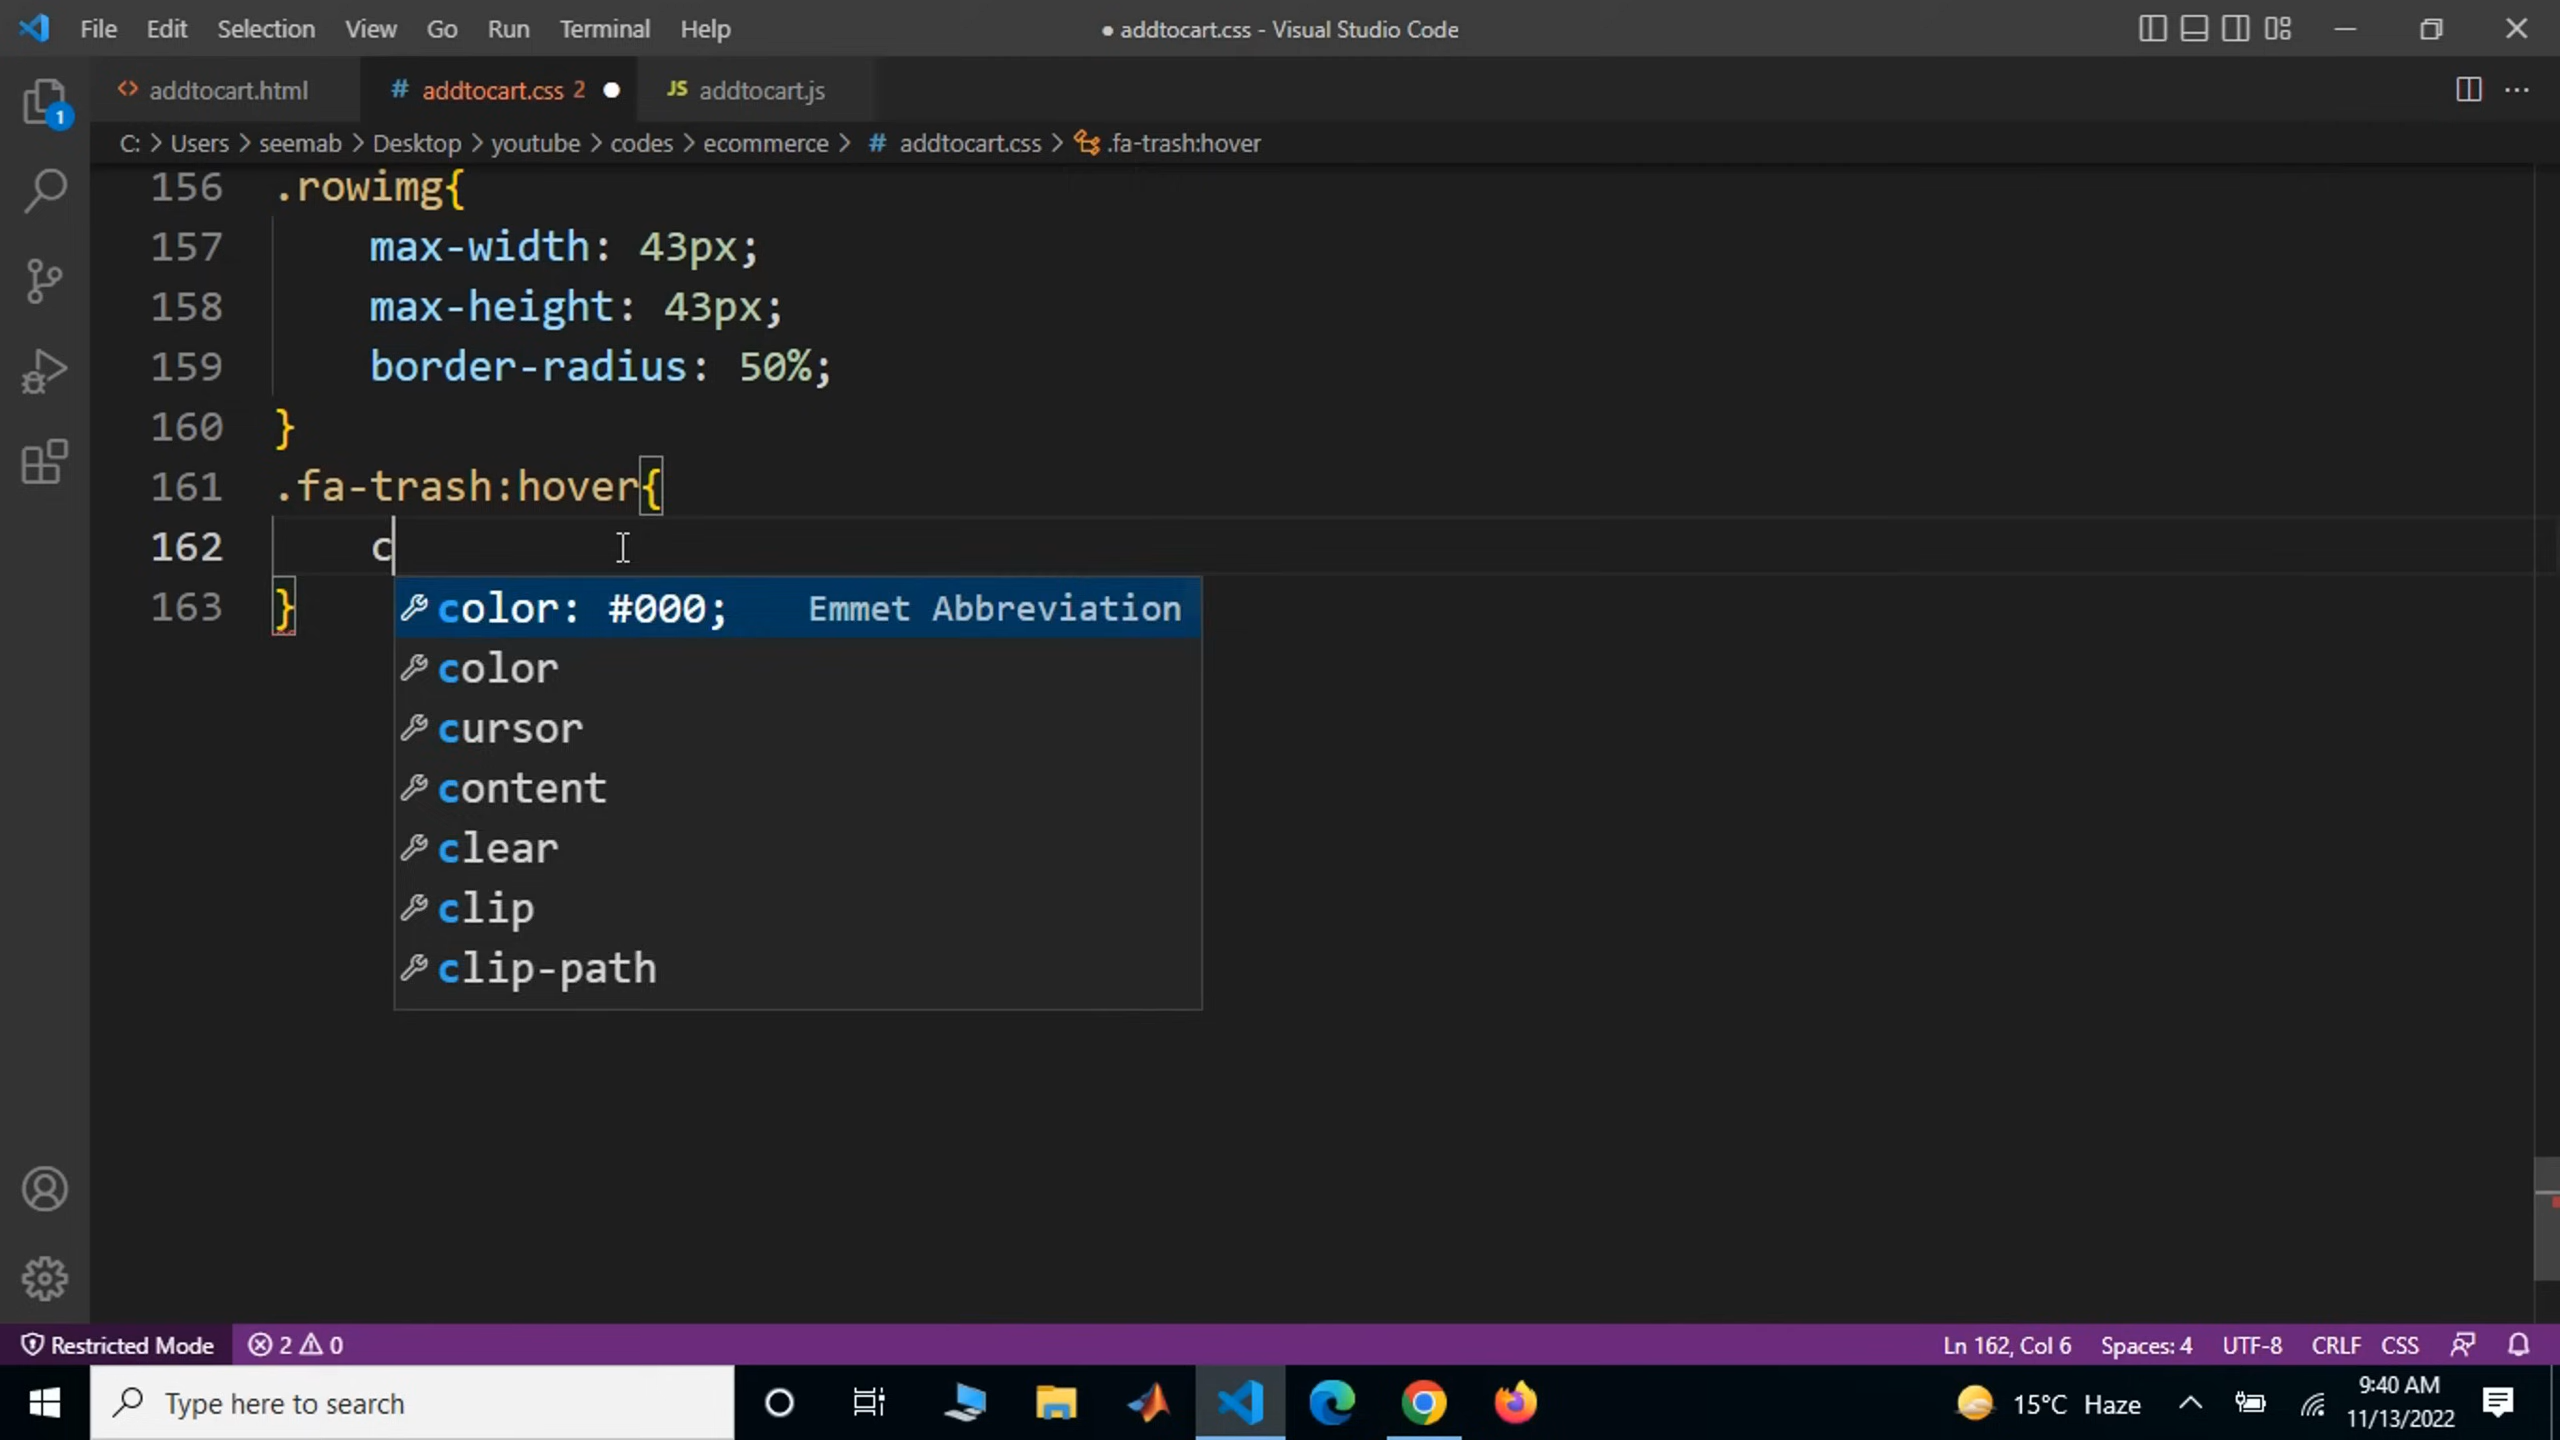 File Edit Selection View Go Run Terminal Help ● addtocart.css - Visual Studio Code
<> addtocart.html # addtocart.css 2 ● JS addtocart.js
1
C: > Users > seemab > Desktop > youtube > codes > ecommerce > # addtocart.css > .fa-trash:hover
156 .rowimg{
157 max-width: 43px;
158 max-height: 43px;
159 border-radius: 50%;
160 }
161 .fa-trash:hover{
162 c
163 }
color: #000; Emmet Abbreviation
color
cursor
content
clear
clip
clip-path
Restricted Mode 2 0 Ln 162, Col 6 Spaces: 4 UTF-8 CRLF CSS
Type here to search 15°C Haze 9:40 AM
11/13/2022